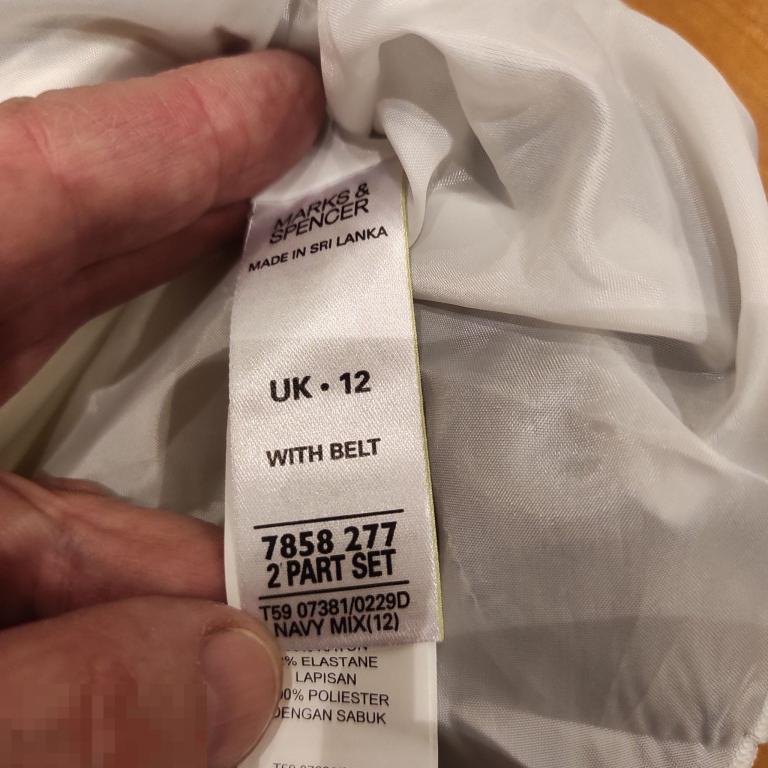 MARKS &
SPENCER
MADE IN SRI LANKA
UK • 12
WITH BELT
7858 277
2 PART SET
T59 07381/0229D
NAVY MIX(12)
% ELASTANE
LAPISAN
00% POLIESTER
DENGAN SABUK